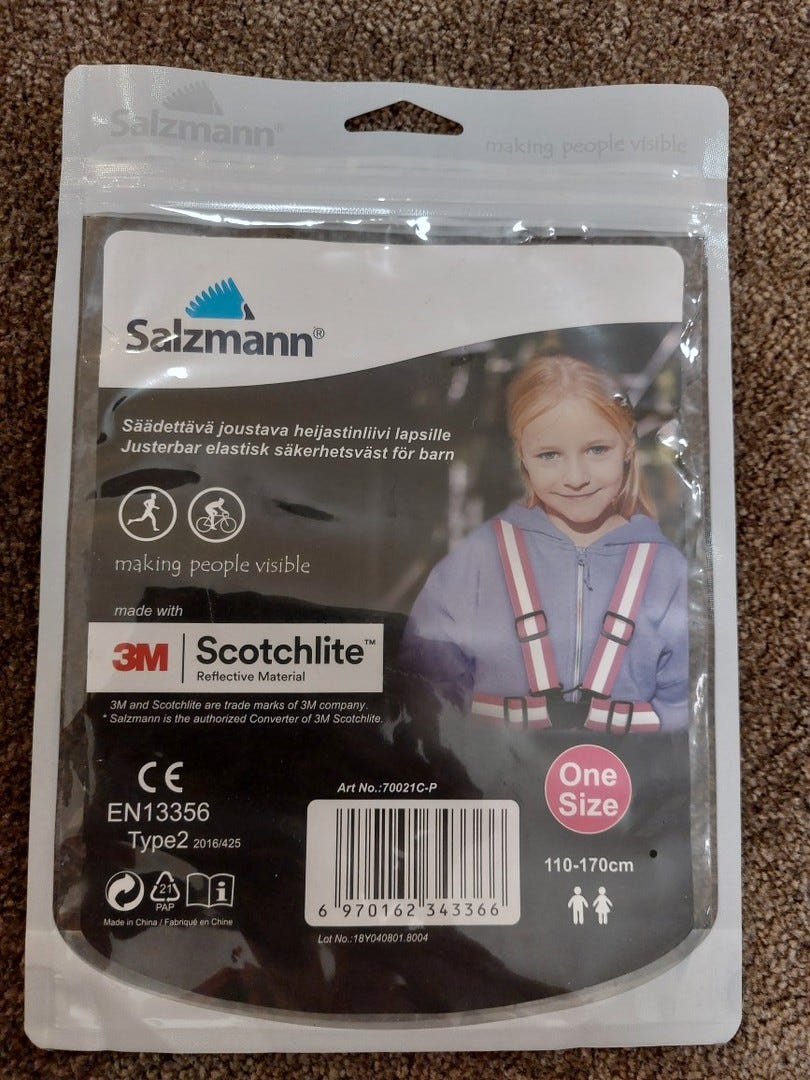 Salzmann®
making people visible
Salzmann®
Säädettävä joustava heijastinliivi lapsille
Justerbar elastisk säkerhetsväst för barn
making people visible
made with
3M Scotchlite™
Reflective Material
3M and Scotchlite are trade marks of 3M company.
* Salzmann is the authorized Converter of 3M Scotchlite.
CE
EN13356
Type2 2016/425
21
PAP
i
Made in China / Fabriqué en Chine
Art No.:70021C-P
6 970162 343366
Lot No.:18Y040801.8004
One
Size
110-170cm